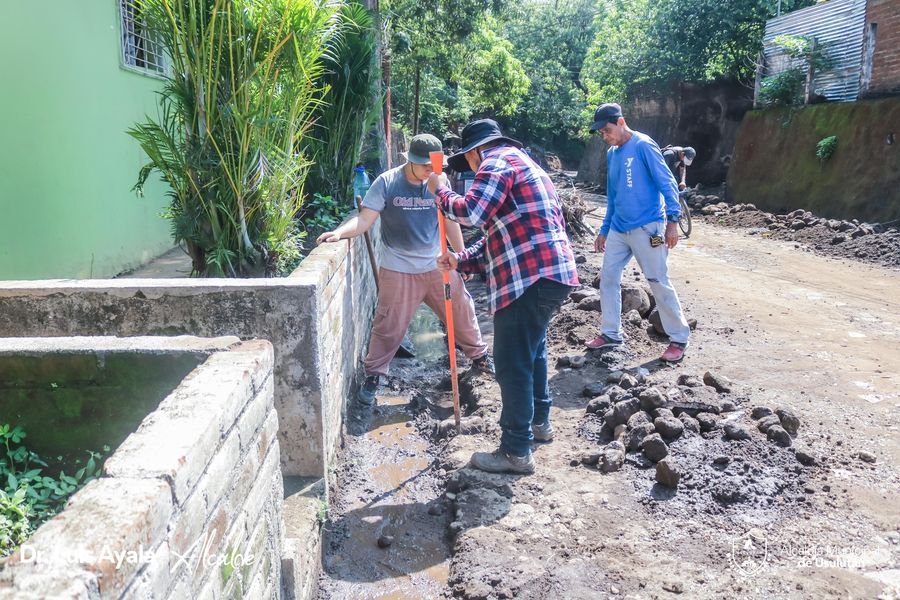 Old Navy
STAFF
Dr. Luis Ayala Alcalde
Alcaldía Municipal
de Usulután